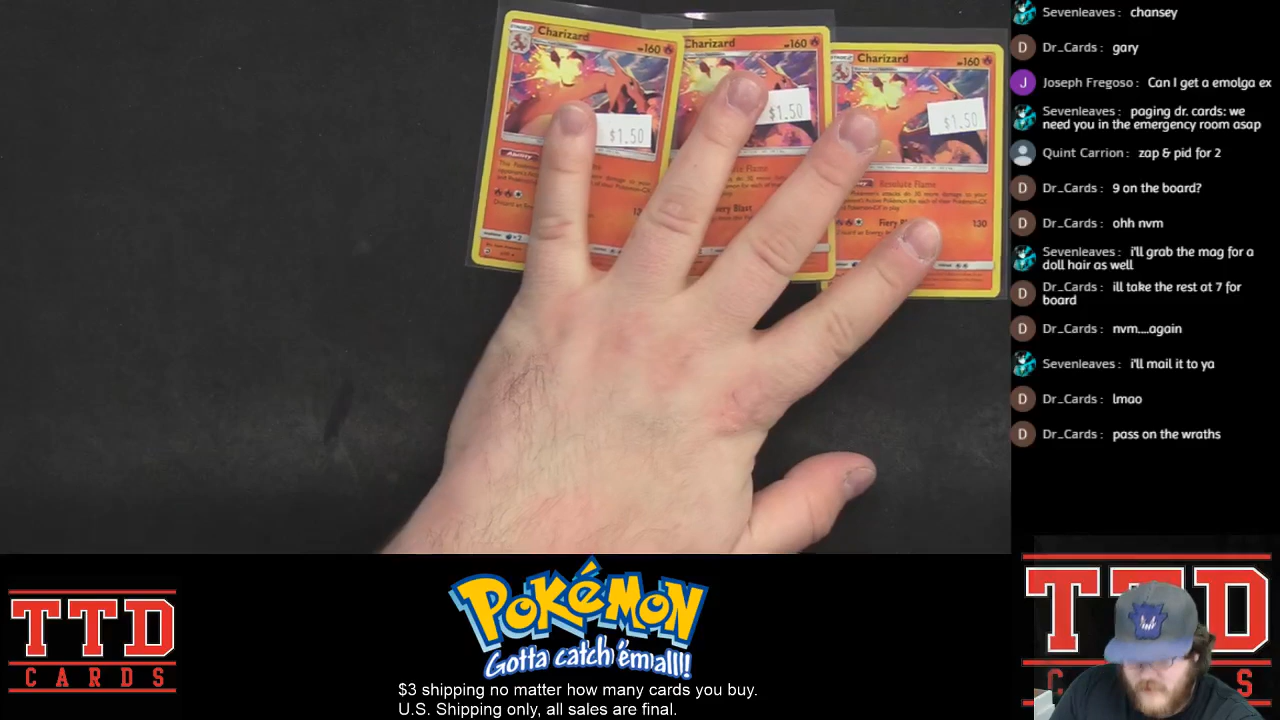 Charizard
160
$1.50
Ability
Charizard
160
$1.50
Flame
Blast
Charizard
160
$1.50
Resolute Flame
130
Sevenleaves : chansey
D Dr_Cards : gary
J Joseph Fregoso : Can I get a emolga ex
Sevenleaves : paging dr. cards: we
need you in the emergency room asap
Quint Carrion : zap & pid for 2
D Dr_Cards : 9 on the board?
D Dr_Cards : ohh nvm
Sevenleaves : i'll grab the mag for a
doll hair as well
D Dr_Cards : ill take the rest at 7 for
board
D Dr_Cards : nvm....again
Sevenleaves : i'll mail it to ya
D Dr_Cards : lmao
D Dr_Cards : pass on the wraths
TTD
CARDS
POKéMON
Gotta catch 'em all!!
$3 shipping no matter how many cards you buy.
U.S. Shipping only, all sales are final.